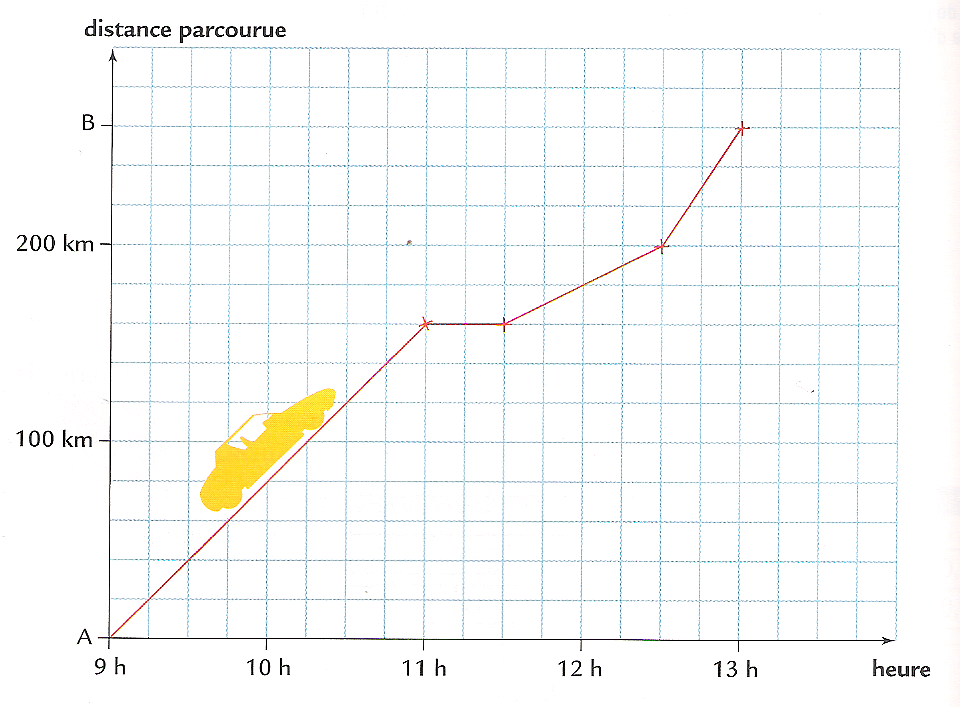 distance parcourue
B
200 km
100 km
A
9 h 10 h 11 h 12 h 13 h heure